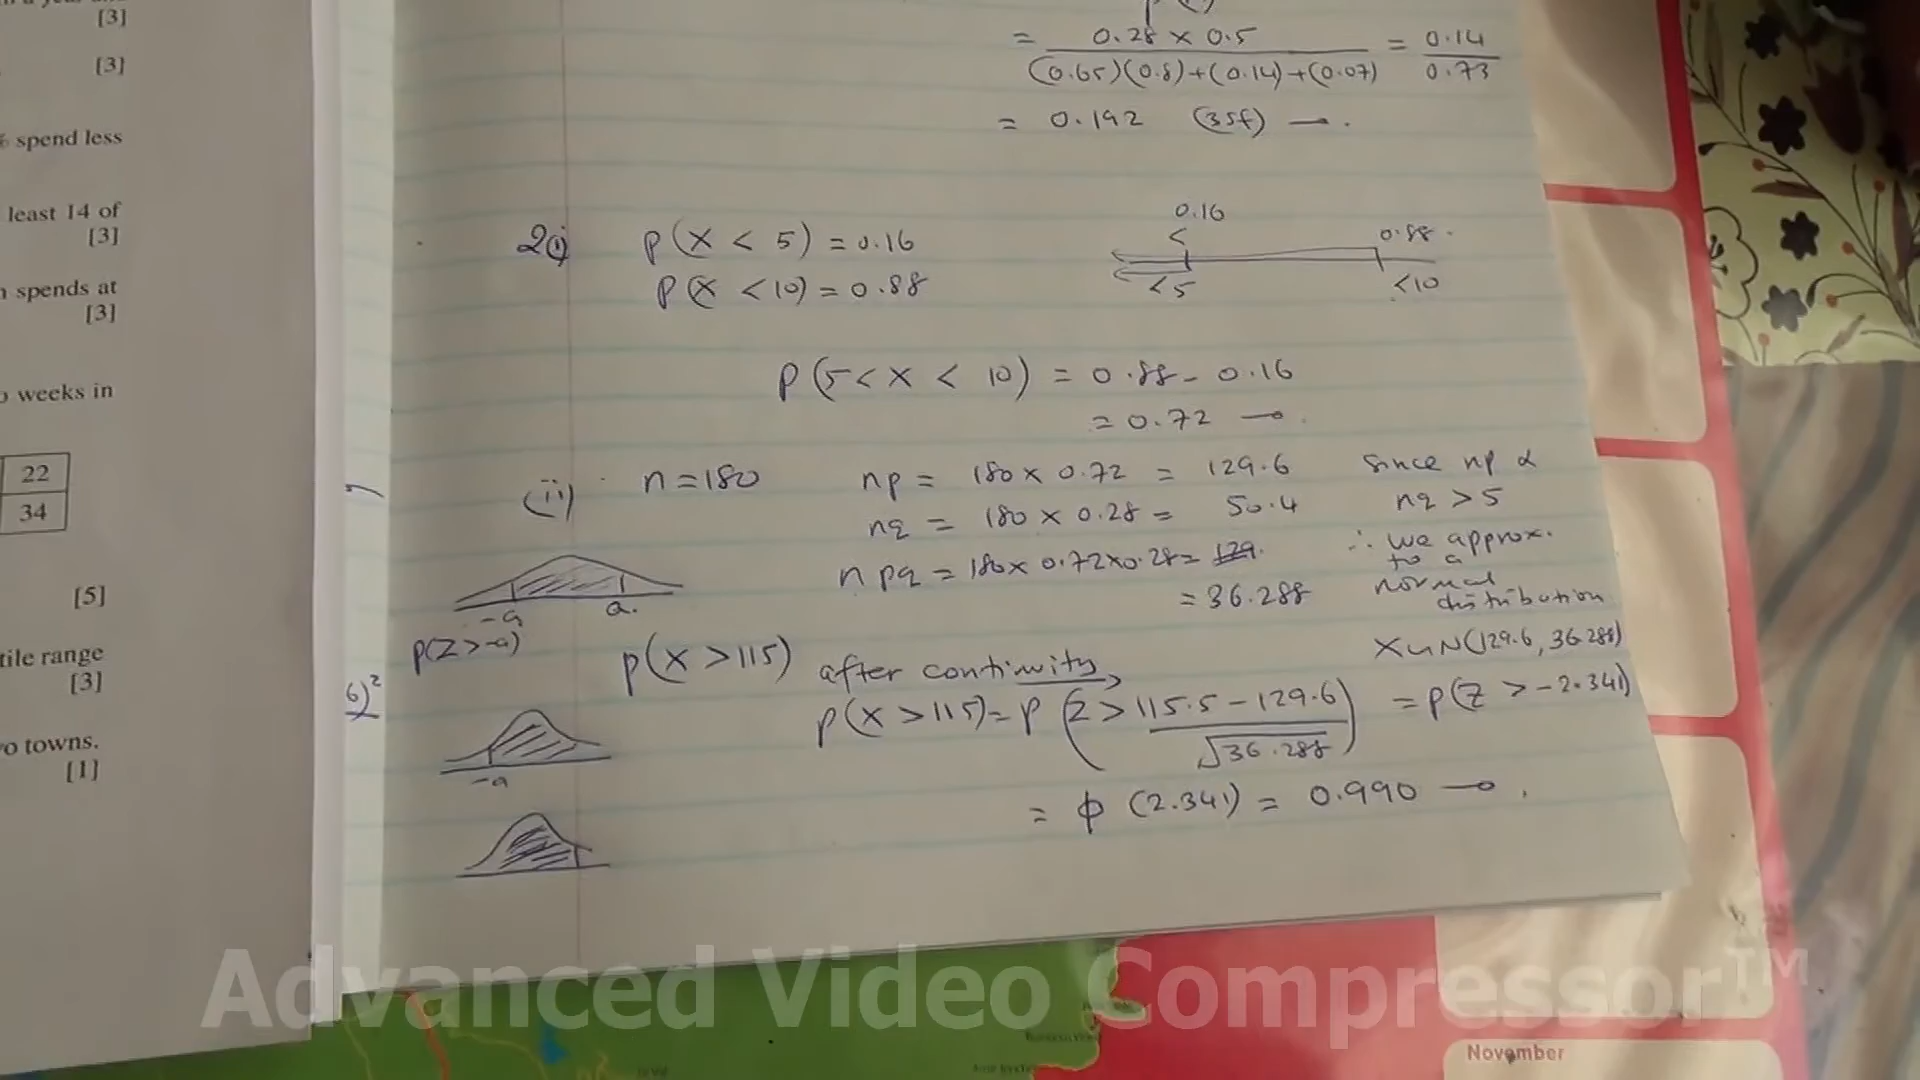 [3]
[3]
spend less
least 14 of
[3]
spends at
[3]
weeks in
22
34
[5]
tile range
[3]
o towns.
[1]
= 0.28 × 0.5 / (0.65)(0.8)+(0.14)+(0.07) = 0.14 / 0.73
= 0.192 (3sf)
2(i) P(X < 5) = 0.16
P(X < 10) = 0.88
0.16
<
0.88
<5
<10
P(5 < X < 10) = 0.88 - 0.16
= 0.72
(ii) n = 180 np = 180 × 0.72 = 129.6 since np &
nq = 180 × 0.28 = 50.4 nq > 5
npq = 180 × 0.72 × 0.28 = 129.
= 36.288
∴ we approx.
to a
normal
distribution
-a a.
P(Z > -a)
X ~ N(129.6, 36.288)
P(X > 115) after continuity
P(X > 115) = P(Z > 115.5 - 129.6 / √36.288) = P(Z > -2.341)
6)²
-a
= φ (2.341) = 0.990
Advanced Video Compressor™
November